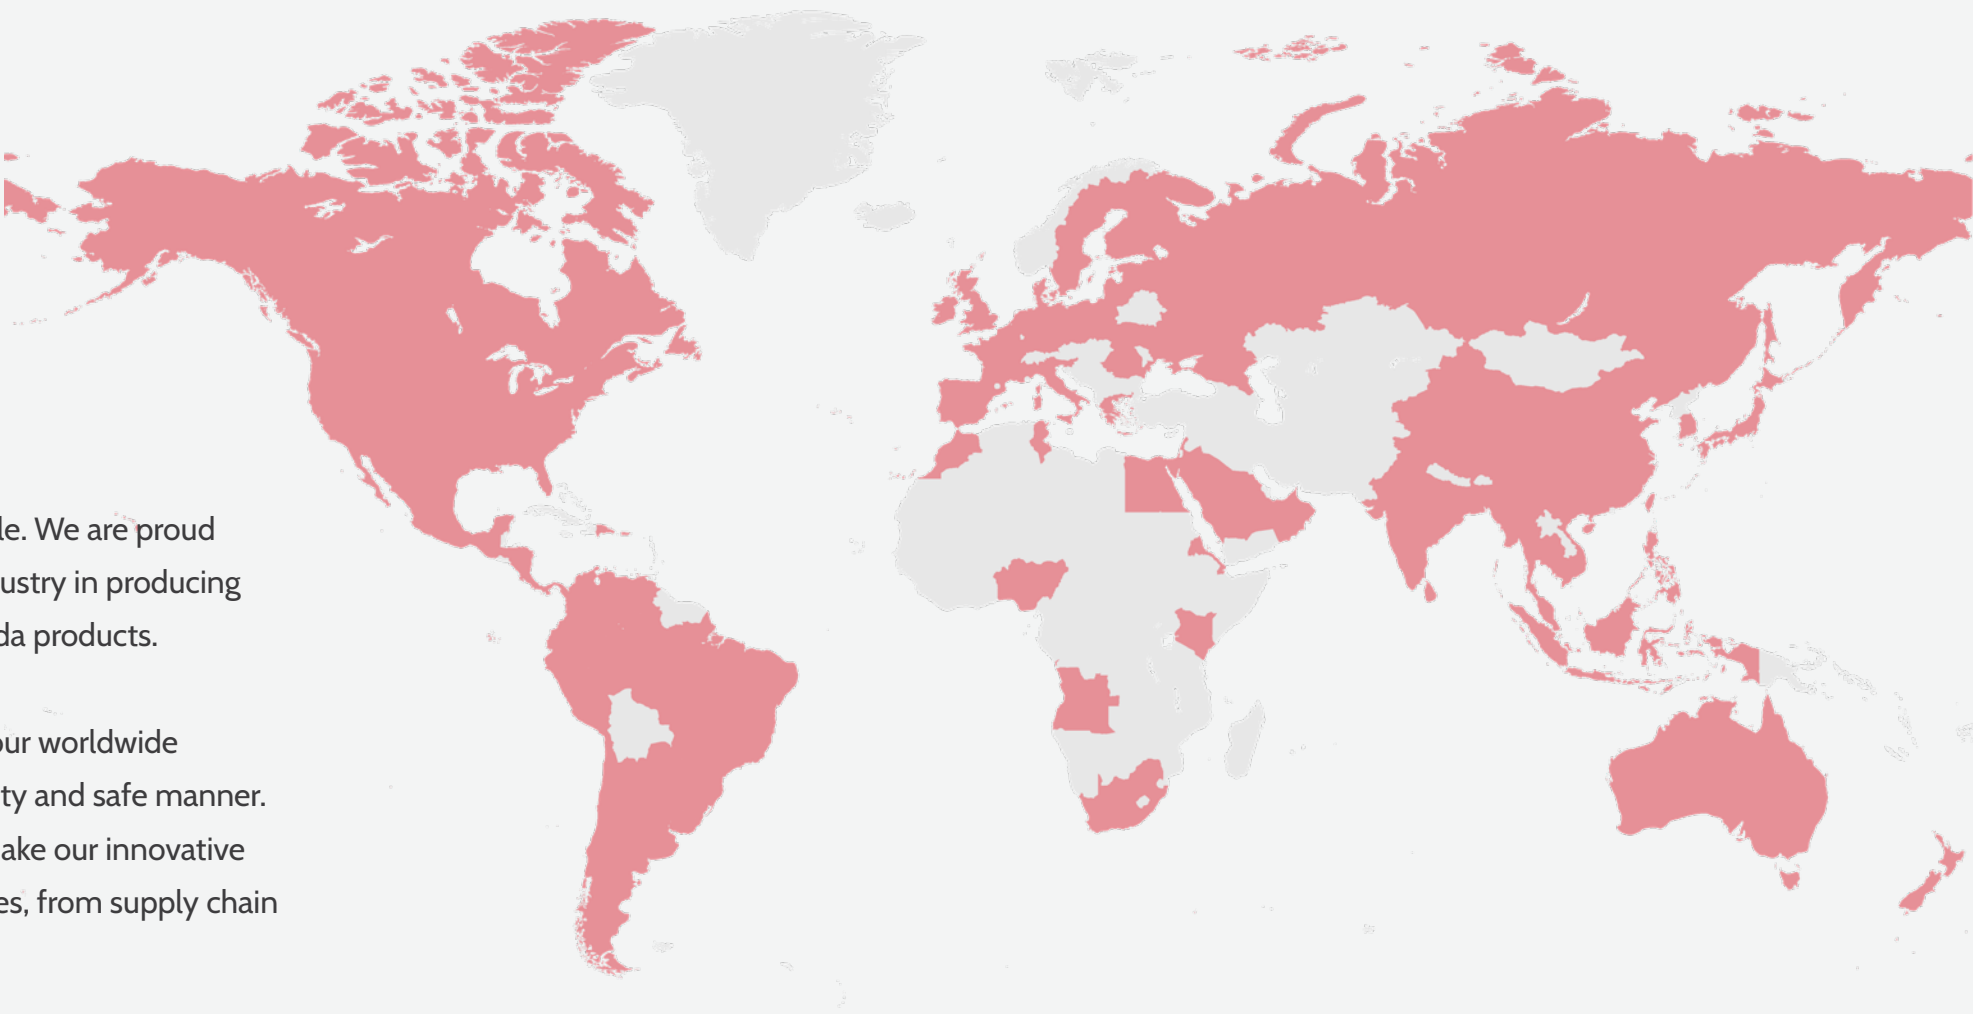 le. We are proud
ustry in producing
da products.
our worldwide
ty and safe manner.
ake our innovative
es, from supply chain